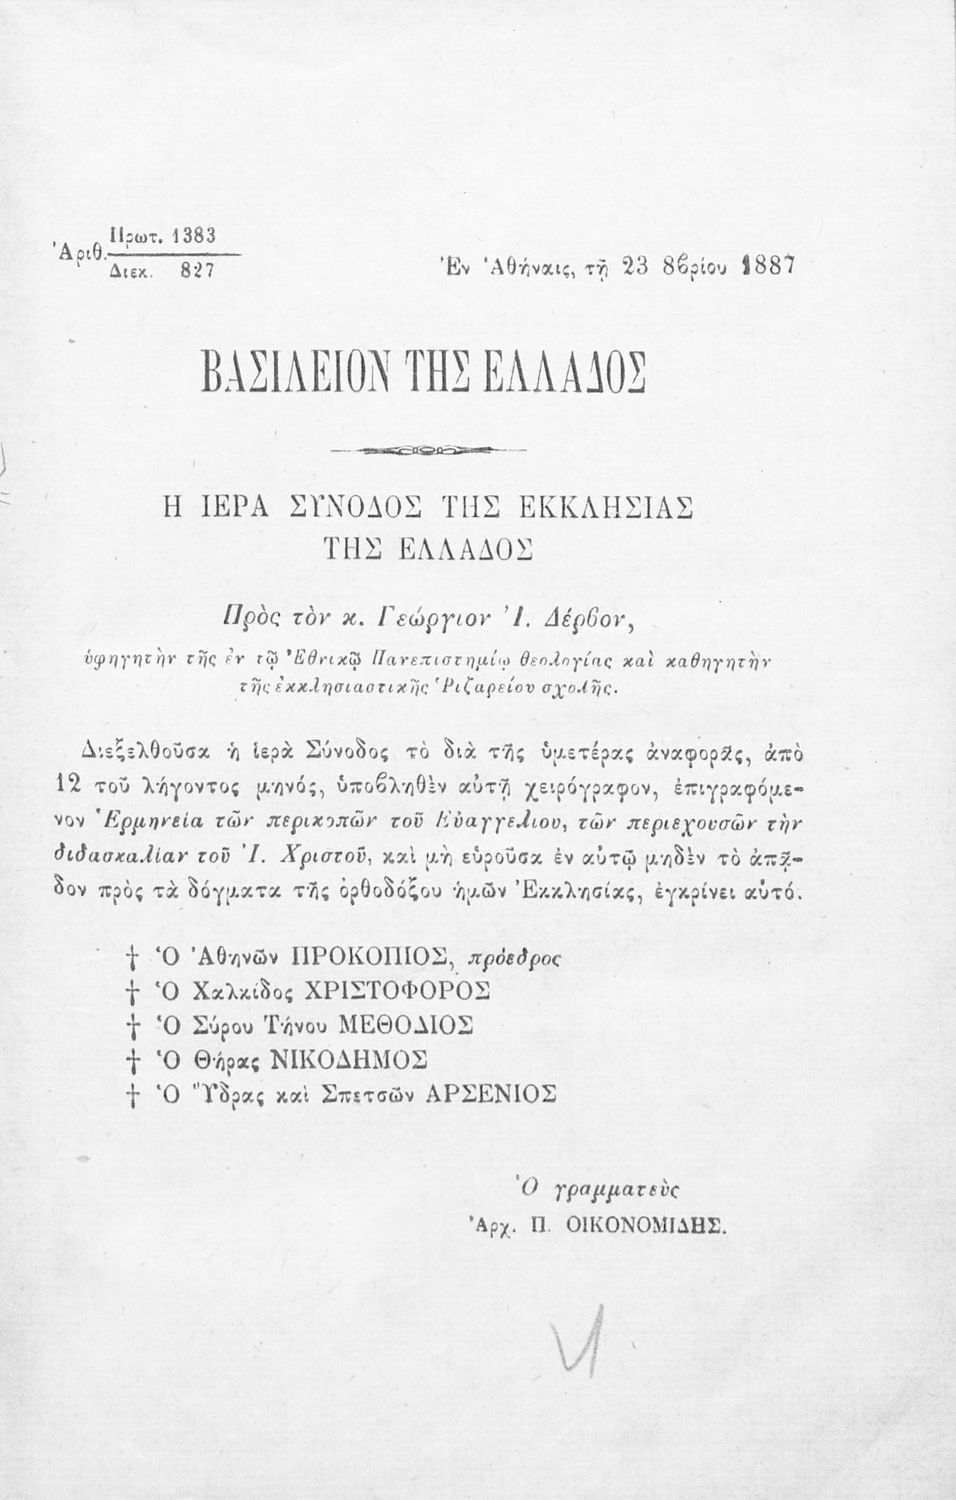 Ἀριθ. Πρωτ. 1383
Διεκ. 827
Ἐν Ἀθήναις, τῇ 23 8βρίου 1887
ΒΑΣΙΛΕΙΟΝ ΤΗΣ ΕΛΛΑΔΟΣ
Η ΙΕΡΑ ΣΥΝΟΔΟΣ ΤΗΣ ΕΚΚΛΗΣΙΑΣ
ΤΗΣ ΕΛΛΑΔΟΣ
Πρὸς τὸν κ. Γεώργιον Ἰ. Δέρβον,
ὑφηγητὴν τῆς ἐν τῷ Ἐθνικῷ Πανεπιστημίῳ θεολογίας καὶ καθηγητὴν
τῆς ἐκκλησιαστικῆς Ῥιζαρείου σχολῆς.
Διεξελθοῦσα ἡ ἱερὰ Σύνοδος τὸ διὰ τῆς ὑμετέρας ἀναφορᾶς, ἀπὸ
12 τοῦ λήγοντος μηνός, ὑποβληθὲν αὐτῇ χειρόγραφον, ἐπιγραφόμε-
νον Ἑρμηνεία τῶν περικοπῶν τοῦ Εὐαγγελιου, τῶν περιεχουσῶν τὴν
διδασκαλίαν τοῦ Ἰ. Χριστοῦ, καὶ μὴ εὑροῦσα ἐν αὐτῷ μηδὲν τὸ ἀπᾷ-
δον πρὸς τὰ δόγματα τῆς ὀρθοδόξου ἡμῶν Ἐκκλησίας, ἐγκρίνει αὐτό.
† Ὁ Ἀθηνῶν ΠΡΟΚΟΠΙΟΣ, πρόεδρος
† Ὁ Χαλκίδος ΧΡΙΣΤΟΦΟΡΟΣ
† Ὁ Σύρου Τήνου ΜΕΘΟΔΙΟΣ
† Ὁ Θήρας ΝΙΚΟΔΗΜΟΣ
† Ὁ Ὕδρας καὶ Σπετσῶν ΑΡΣΕΝΙΟΣ
Ὁ γραμματεὺς
Ἀρχ. Π. ΟΙΚΟΝΟΜΙΔΗΣ.